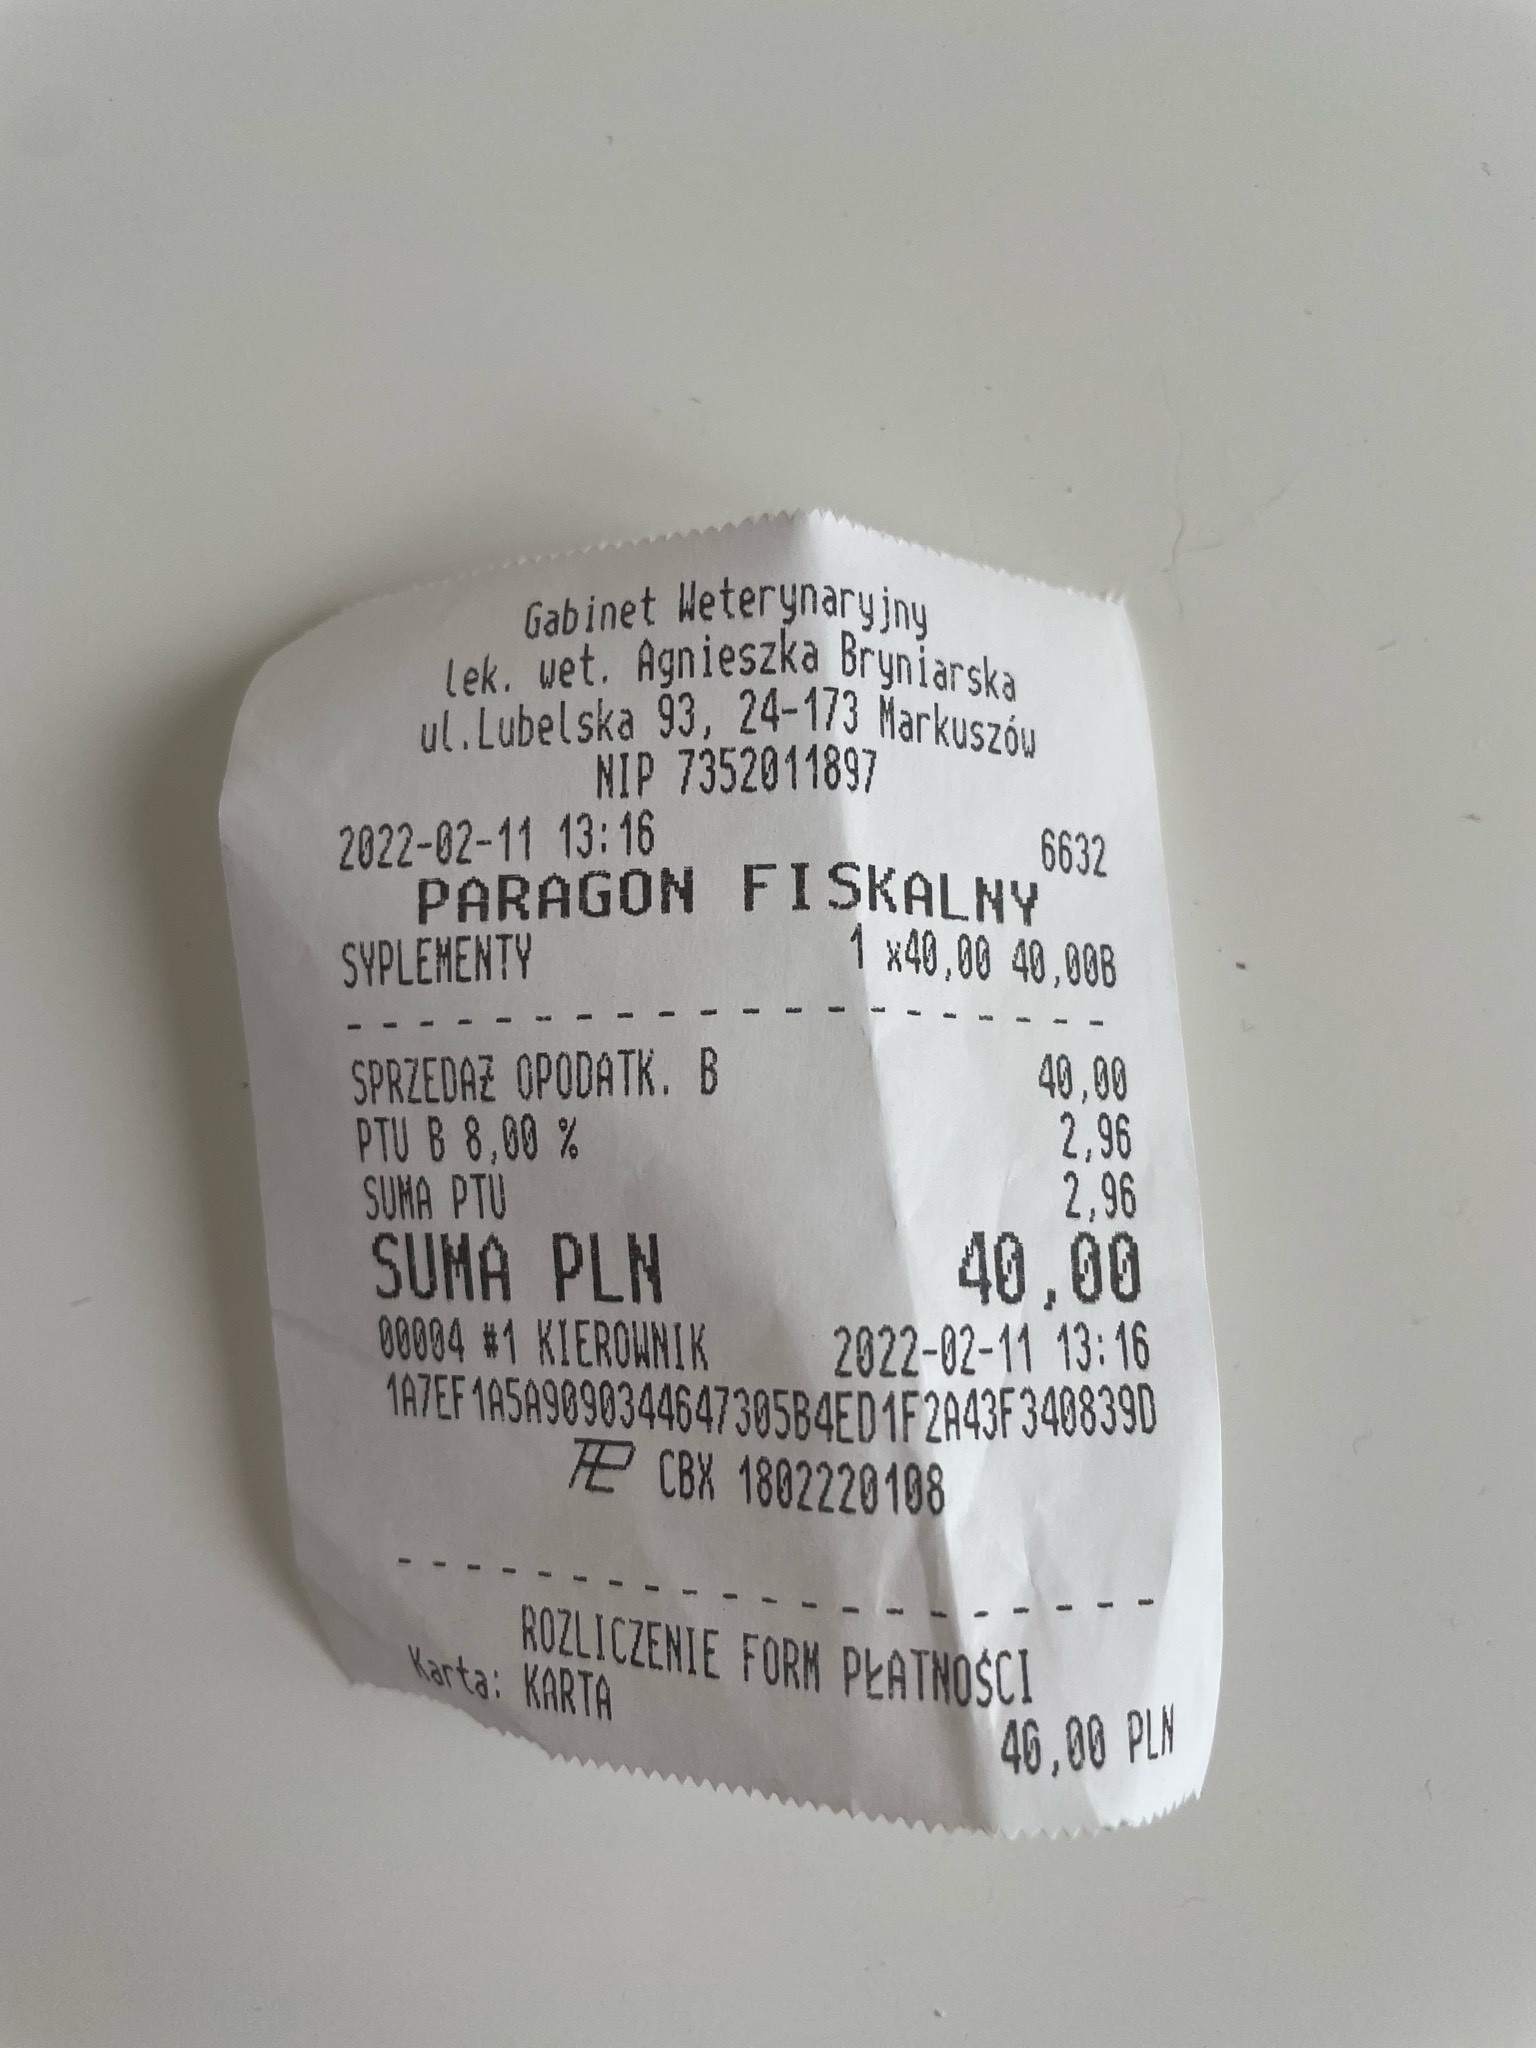 Gabinet Weterynaryjny
lek. wet. Agnieszka Bryniarska
ul.Lubelska 93, 24-173 Markuszów
NIP 7352011897
2022-02-11 13:16 6632
PARAGON FISKALNY
SYPLEMENTY 1 x40,00 40,00B
SPRZEDAŻ OPODATK. B 40,00
PTU B 8,00 % 2,96
SUMA PTU 2,96
SUMA PLN 40,00
00004 #1 KIEROWNIK 2022-02-11 13:16
1A7EF1A5A9090344647305B4ED1F2A43F340839D
PL CBX 1802220108
ROZLICZENIE FORM PŁATNOŚCI
Karta: KARTA
40,00 PLN